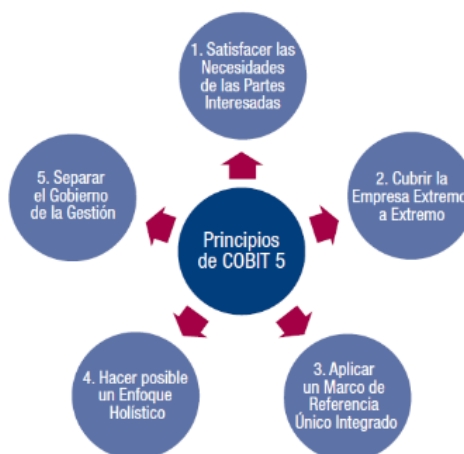 1. Satisfacer las
Necesidades
de las Partes
Interesadas
2. Cubrir la
Empresa Extremo
a Extremo
3. Aplicar
un Marco de
Referencia
Único Integrado
4. Hacer posible
un Enfoque
Holístico
5. Separar
el Gobierno
de la Gestión
Principios
de COBIT 5